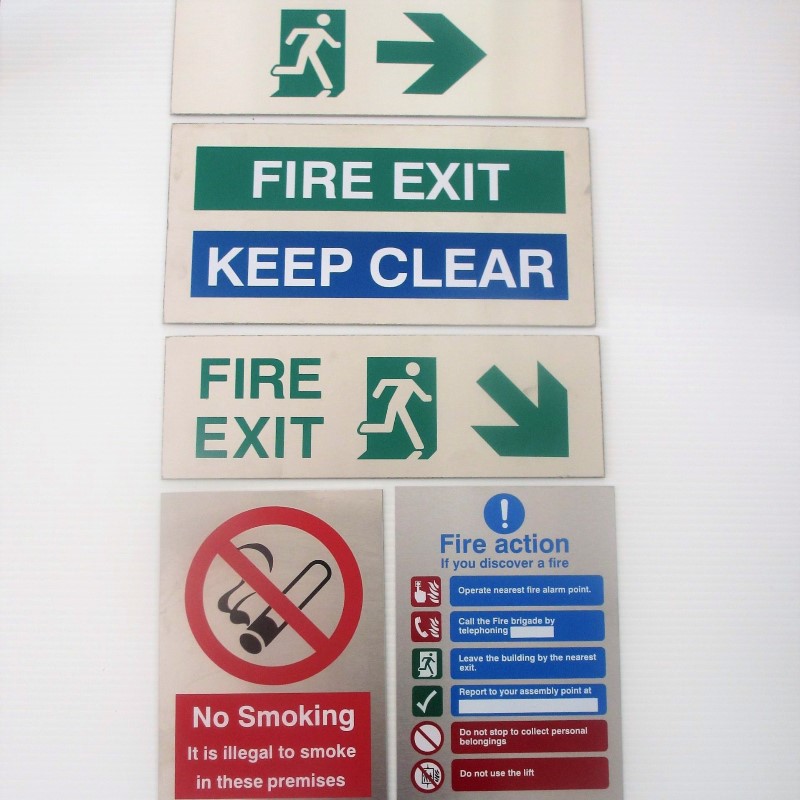 FIRE EXIT
KEEP CLEAR
FIRE
EXIT
No Smoking
It is illegal to smoke
in these premises
!
Fire action
If you discover a fire
Operate nearest fire alarm point.
Call the Fire brigade by
telephoning
Leave the building by the nearest
exit.
Report to your assembly point at
Do not stop to collect personal
belongings
Do not use the lift